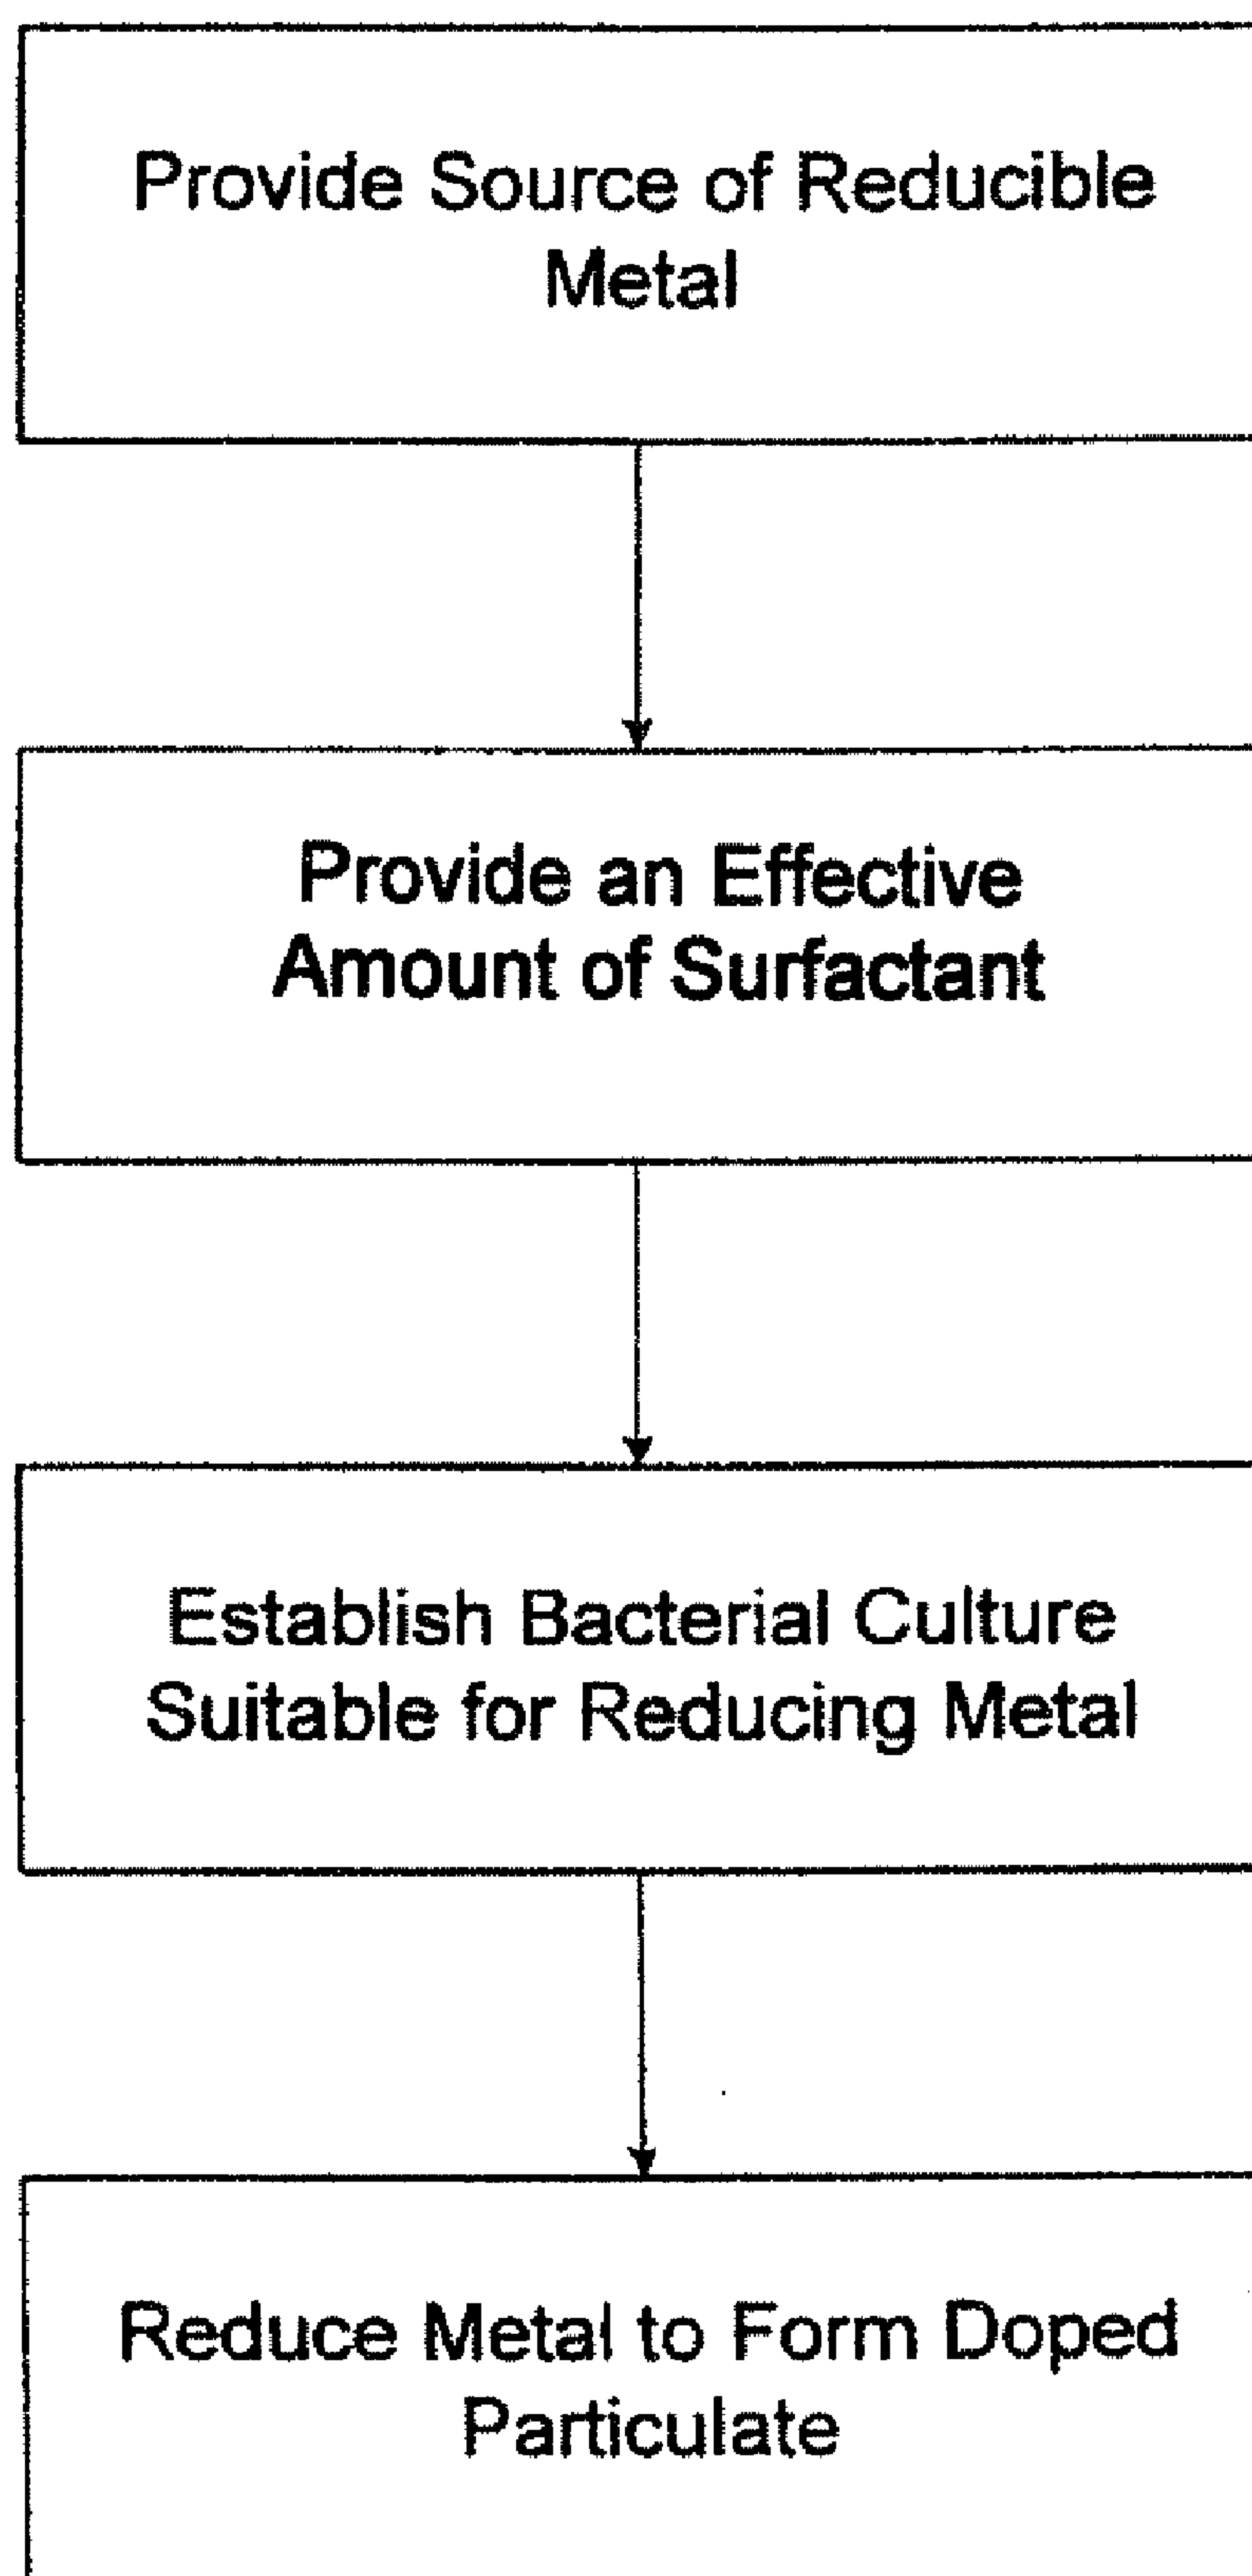 Provide Source of Reducible
Metal
Provide an Effective
Amount of Surfactant
Establish Bacterial Culture
Suitable for Reducing Metal
Reduce Metal to Form Doped
Particulate